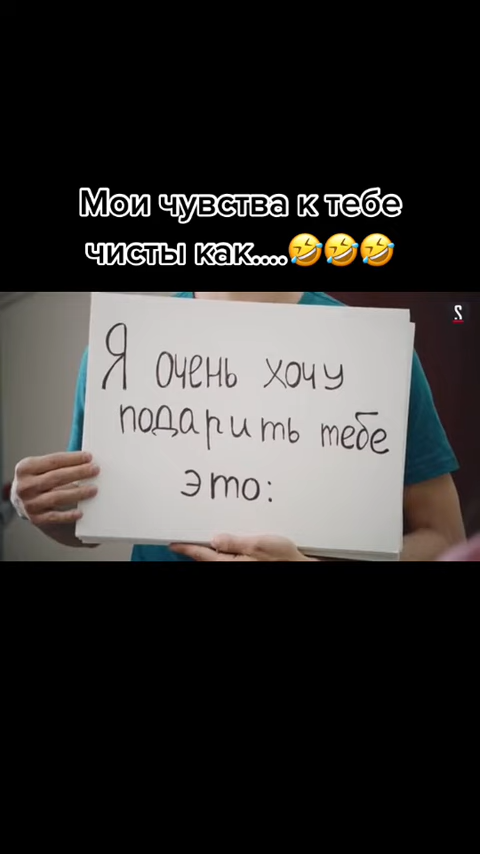 Мои чувства к тебе
чисты как....🤣🤣🤣
Я очень хочу
подарить тебе
это: